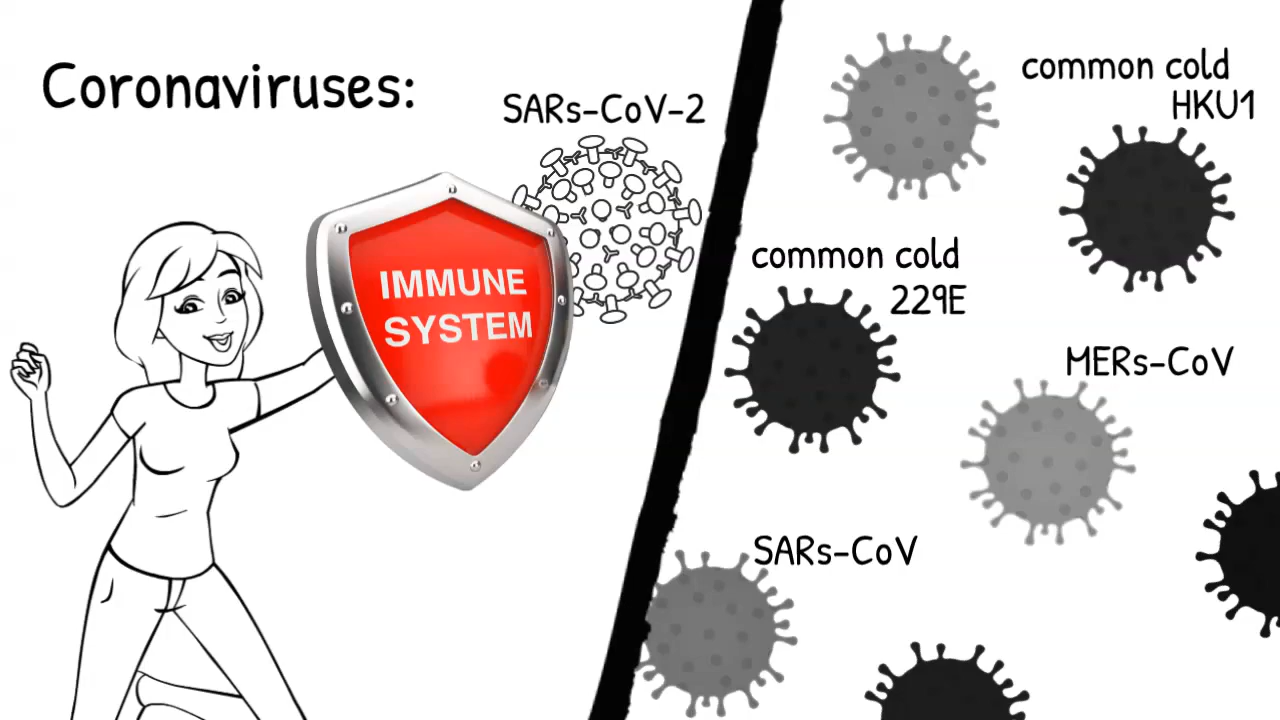 Coronaviruses:
SARs-CoV-2
IMMUNE
SYSTEM
common cold
HKU1
common cold
229E
MERs-CoV
SARs-CoV